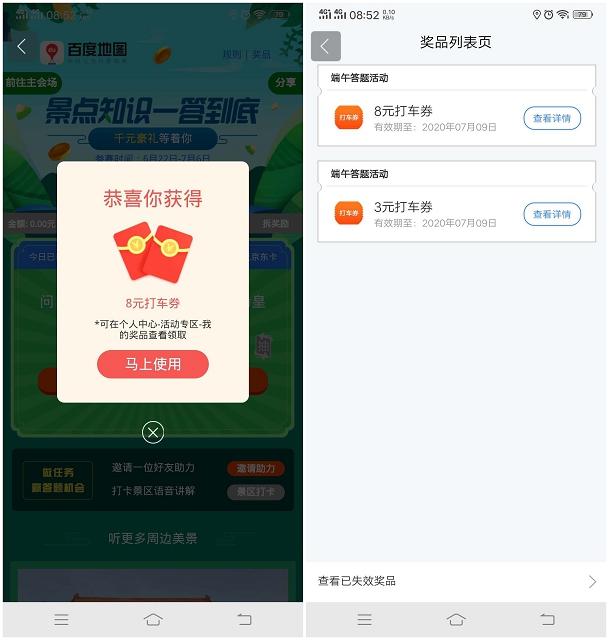 4G 4G 08:52 0.10 KB/s 79
百度地图
规则 | 奖品
前往主会场
分享
景点知识一答到底
千元豪礼等着你
参赛时间：6月22日-7月6日
恭喜你获得
金额: 0.00元
拆奖励
今日已
京东卡
问
皇
8元打车券
*可在个人中心-活动专区-我
的奖品查看领取
马上使用
抽
做任务
赢答题机会
邀请一位好友助力
邀请助力
打卡景区语音讲解
景区打卡
听更多周边美景
4G 4G 08:52 0.10 KB/s 79
奖品列表页
端午答题活动
打车券
8元打车券
有效期至：2020年07月09日
查看详情
端午答题活动
打车券
3元打车券
有效期至：2020年07月09日
查看详情
查看已失效奖品